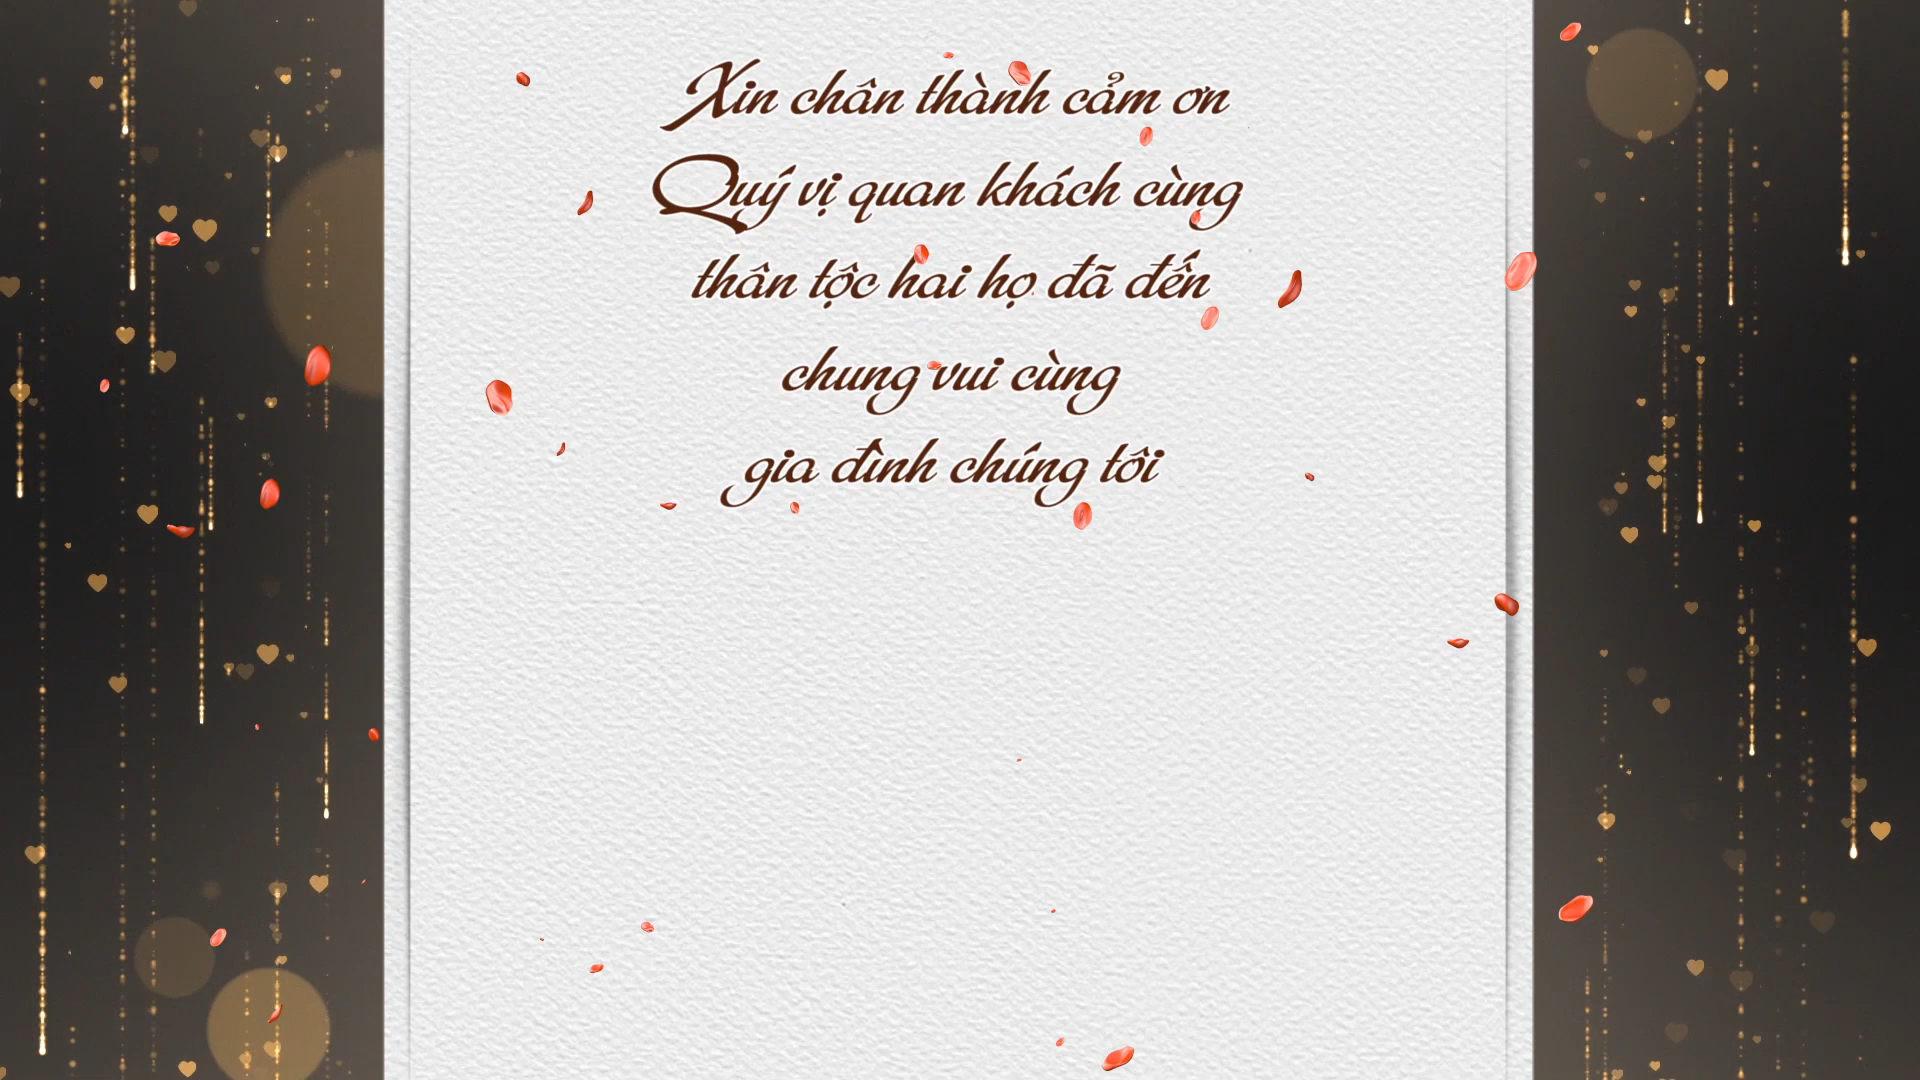 Xin chân thành cảm ơn
Quý vị quan khách cùng
thân tộc hai họ đã đến
chung vui cùng
gia đình chúng tôi